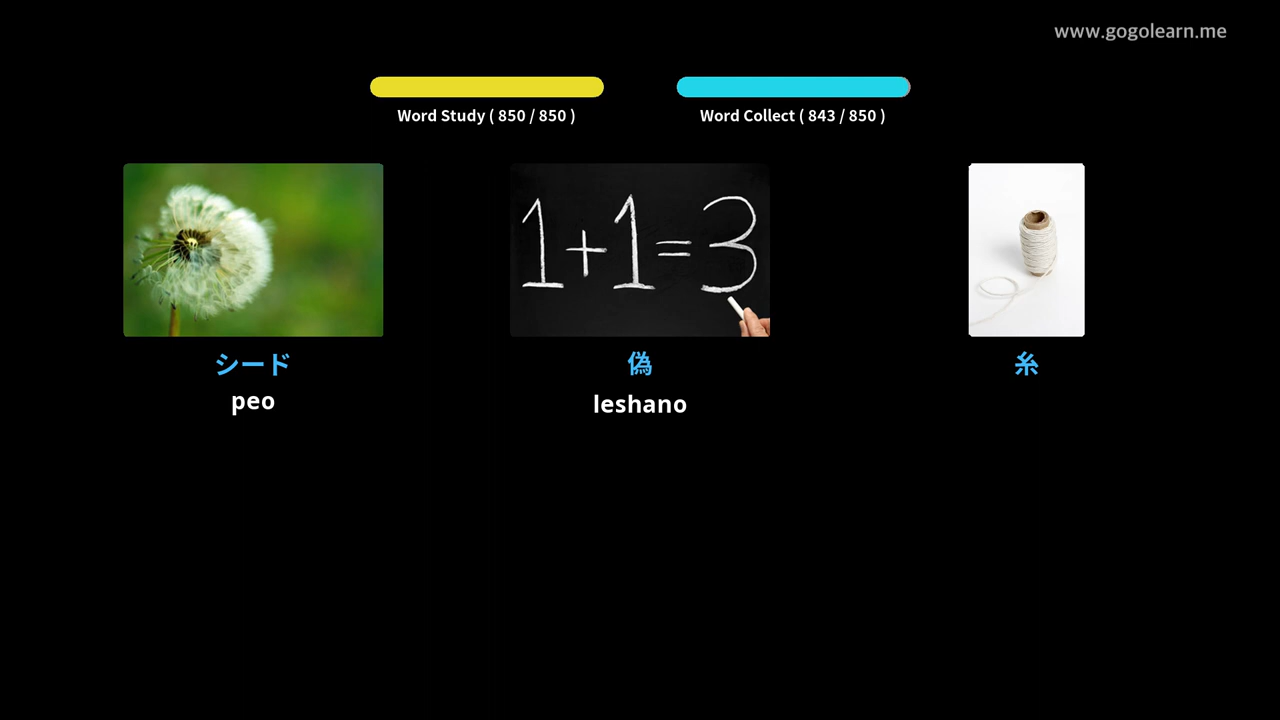 www.gogolearn.me
Word Study ( 850 / 850 )
Word Collect ( 843 / 850 )
1+1=3
シード
偽
糸
peo
leshano